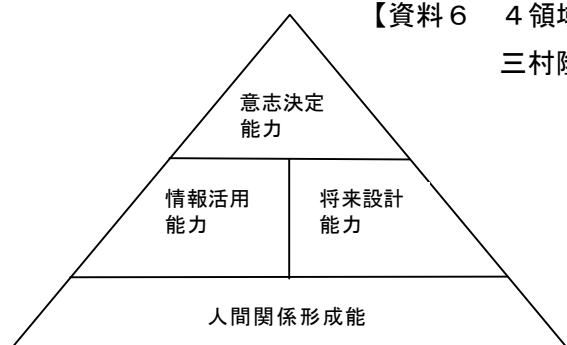 【資料６　４領域
三村
意志決定
能力
情報活用
能力
将来設計
能力
人間関係形成能